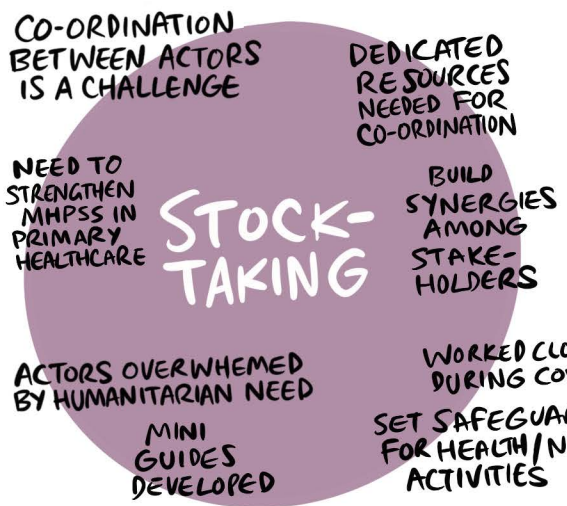 CO-ORDINATION
BETWEEN ACTORS
IS A CHALLENGE
DEDICATED
RESOURCES
NEEDED FOR
CO-ORDINATION
NEED TO
STRENGTHEN
MHPSS IN
PRIMARY
HEALTHCARE
STOCK-
TAKING
BUILD
SYNERGIES
AMONG
STAKE-
HOLDERS
ACTORS OVERWHEMED
BY HUMANITARIAN NEED
MINI
GUIDES
DEVELOPED
WORKED
DURING
SET
FOR HEALTH/
ACTIVITIES